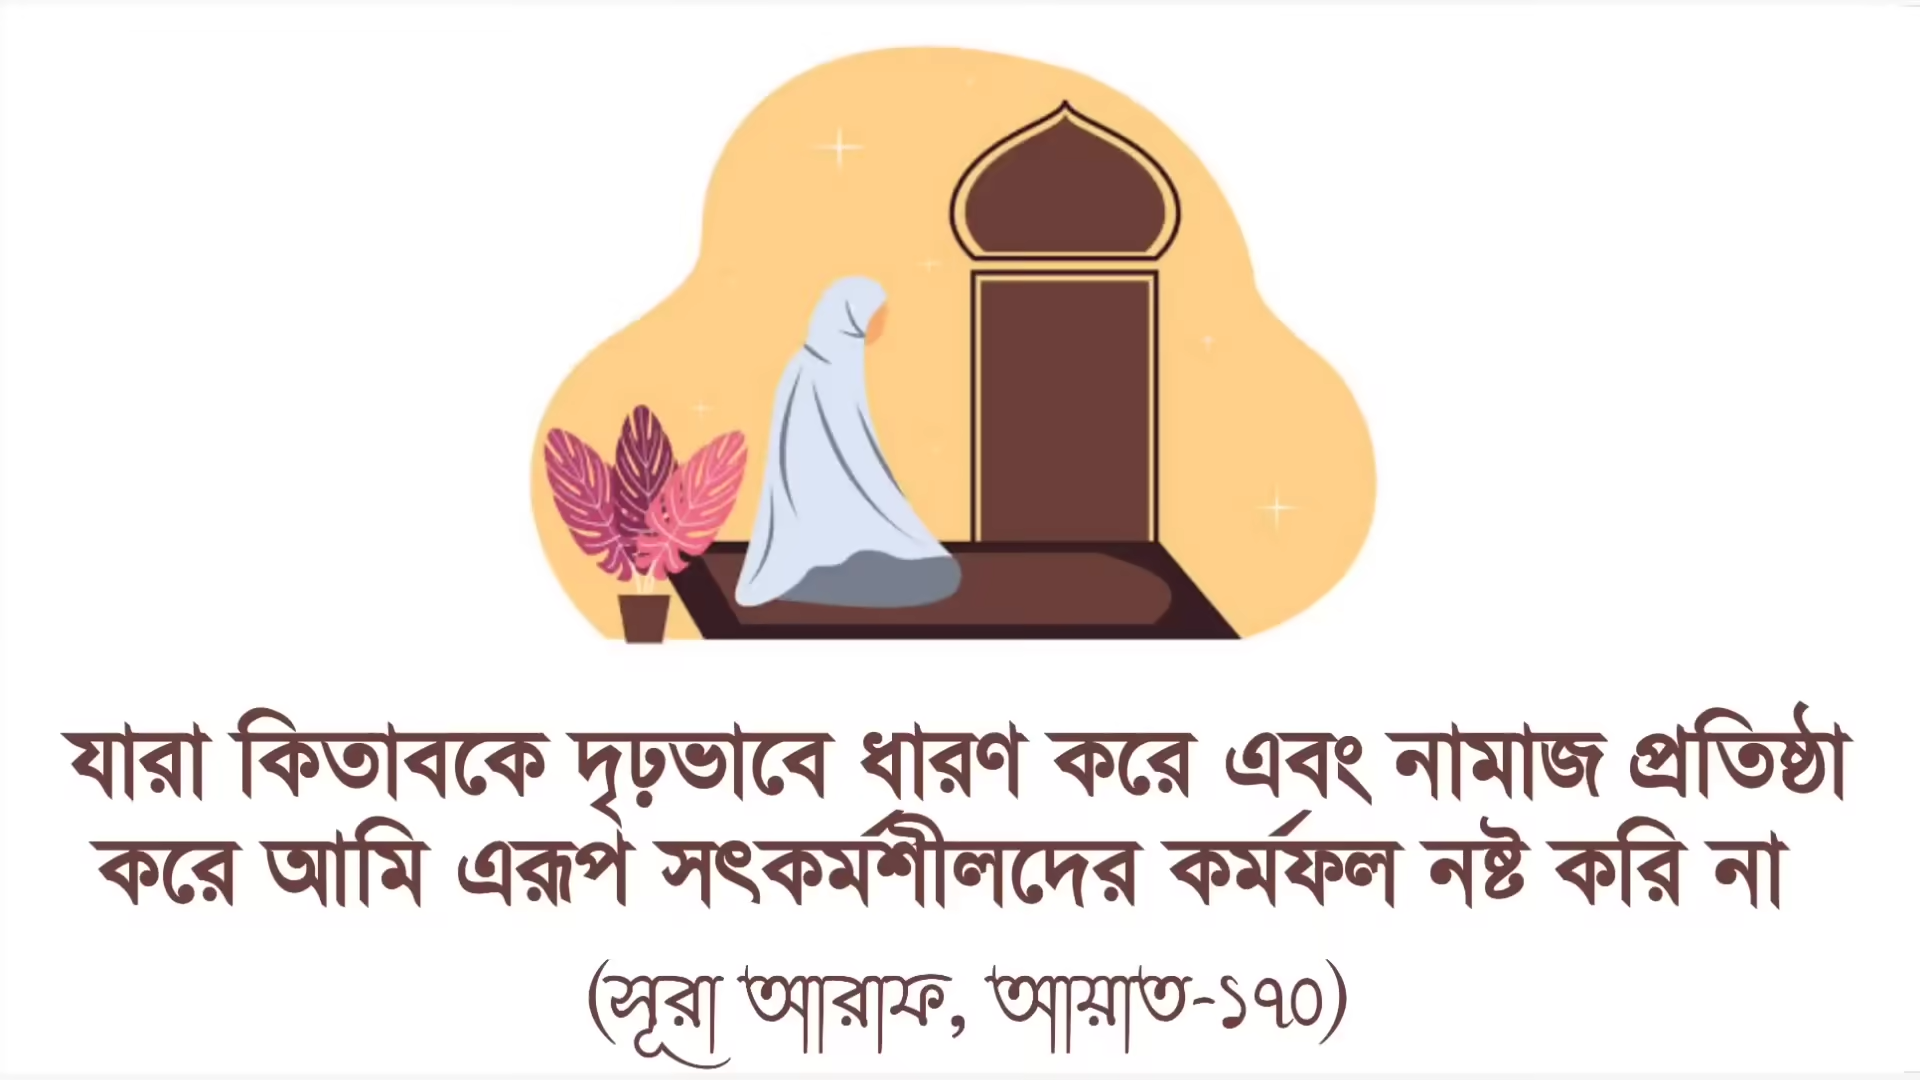 যারা কিতাবকে দৃঢ়ভাবে ধারণ করে এবং নামাজ প্রতিষ্ঠা
করে আমি এরূপ সৎকর্মশীলদের কর্মফল নষ্ট করি না
(সূরা আরাফ, আয়াত-১৭০)